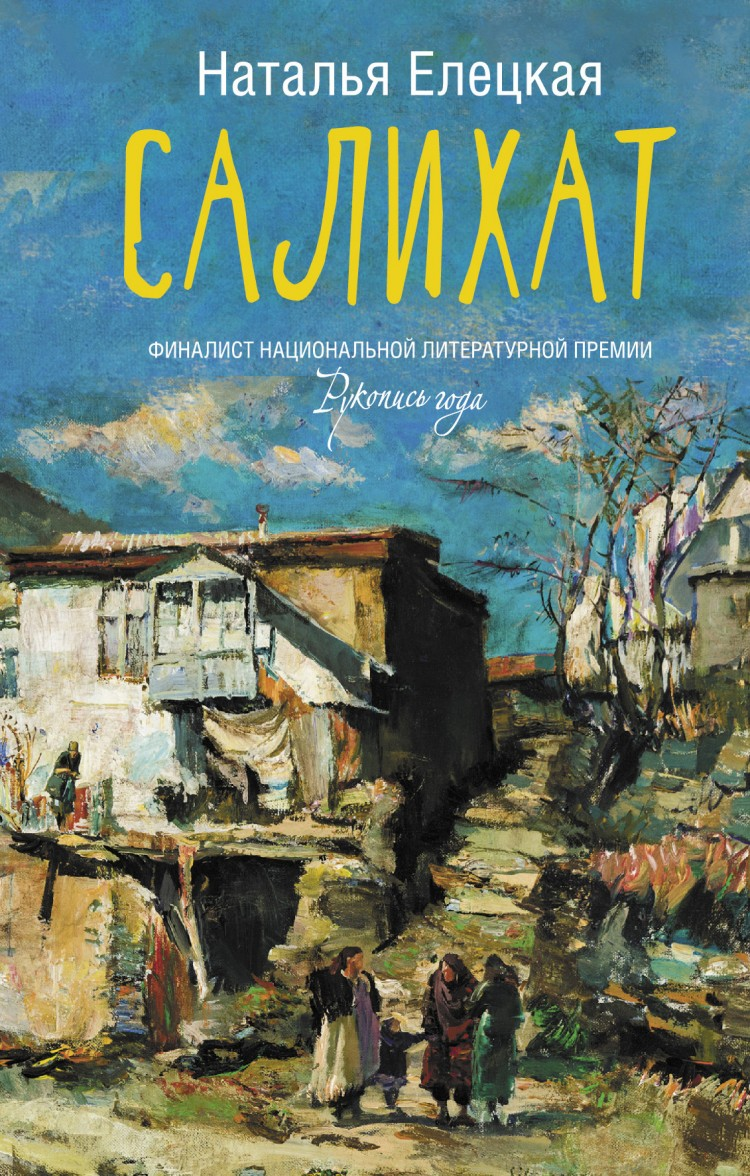 Наталья Елецкая
САЛИХАТ
ФИНАЛИСТ НАЦИОНАЛЬНОЙ ЛИТЕРАТУРНОЙ ПРЕМИИ
Рукопись года